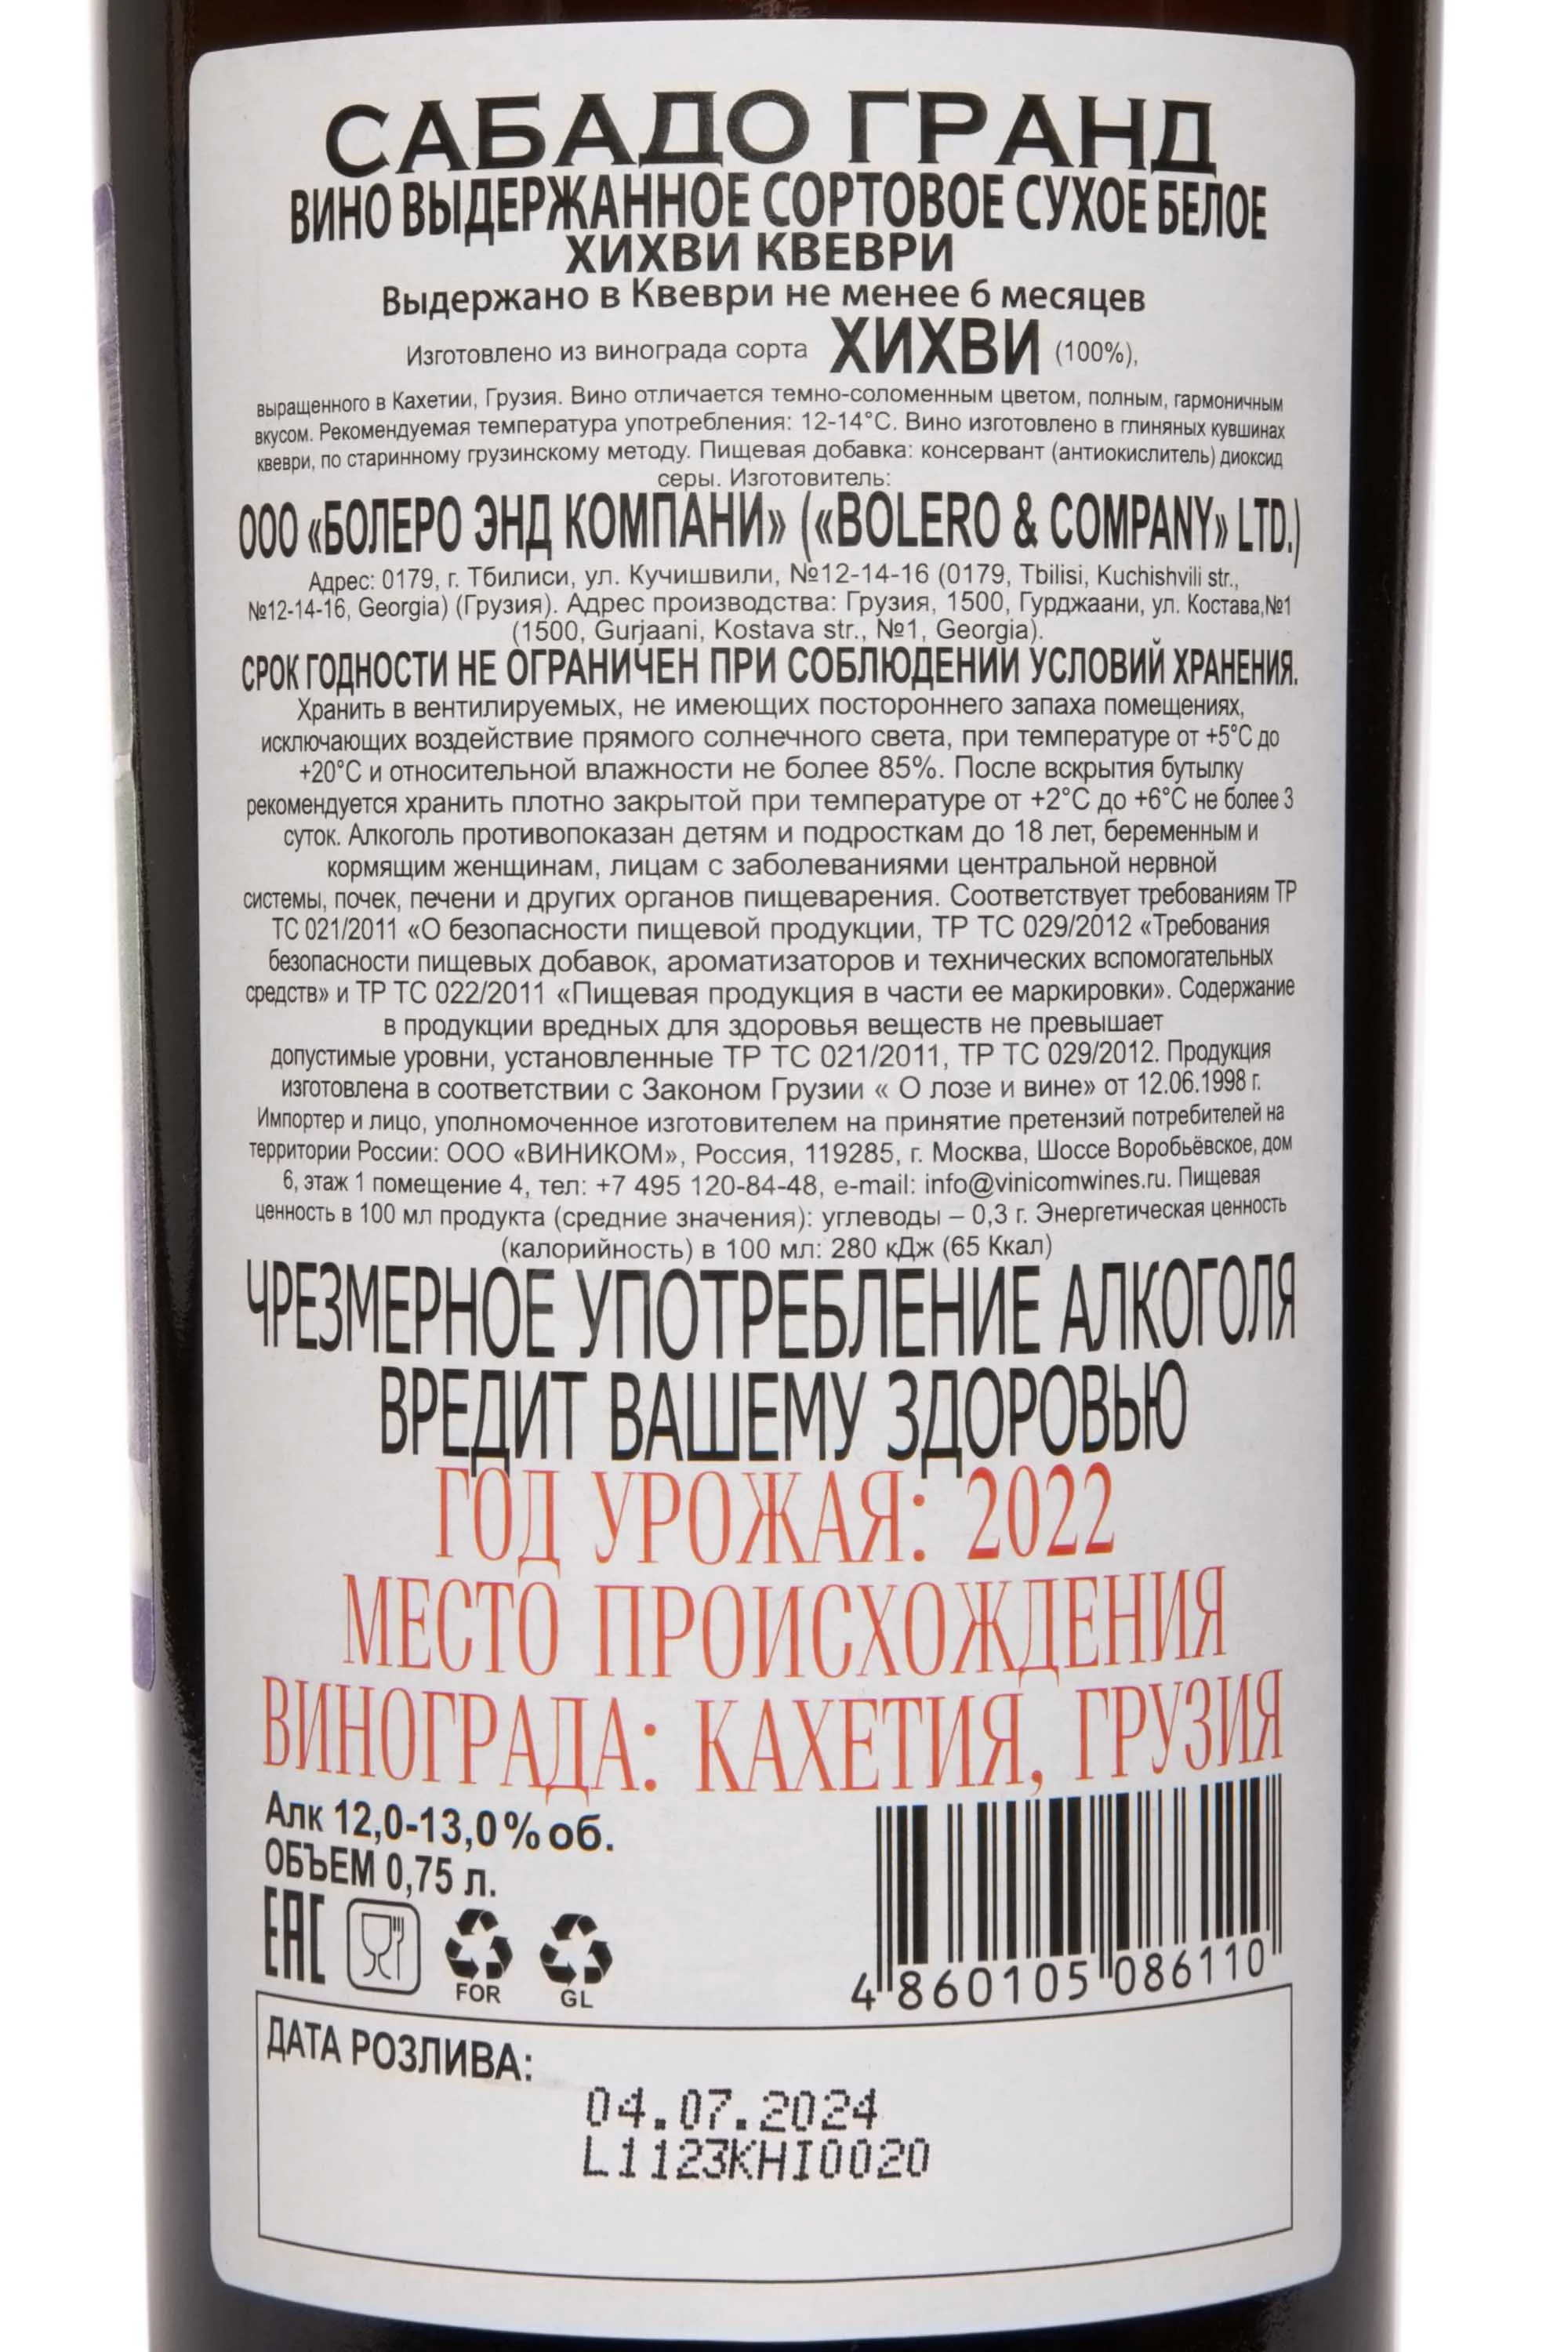 САБАДО ГРАНД
ВИНО ВЫДЕРЖАННОЕ СОРТОВОЕ СУХОЕ БЕЛОЕ
ХИХВИ КВЕВРИ
Выдержано в Квеври не менее 6 месяцев
Изготовлено из винограда сорта ХИХВИ (100%),
выращенного в Кахетии, Грузия. Вино отличается темно-соломенным цветом, полным, гармоничным
вкусом. Рекомендуемая температура употребления: 12-14°С. Вино изготовлено в глиняных кувшинах
квеври, по старинному грузинскому методу. Пищевая добавка: консервант (антиокислитель) диоксид
серы. Изготовитель:
ООО «БОЛЕРО ЭНД КОМПАНИ» («BOLERO & COMPANY» LTD.)
Адрес: 0179, г. Тбилиси, ул. Кучишвили, №12-14-16 (0179, Tbilisi, Kuchishvili str.,
№12-14-16, Georgia) (Грузия). Адрес производства: Грузия, 1500, Гурджаани, ул. Костава,№1
(1500, Gurjaani, Kostava str., №1, Georgia).
СРОК ГОДНОСТИ НЕ ОГРАНИЧЕН ПРИ СОБЛЮДЕНИЙ УСЛОВИЙ ХРАНЕНИЯ.
Хранить в вентилируемых, не имеющих постороннего запаха помещениях,
исключающих воздействие прямого солнечного света, при температуре от +5°С до
+20°С и относительной влажности не более 85%. После вскрытия бутылку
рекомендуется хранить плотно закрытой при температуре от +2°С до +6°С не более 3
суток. Алкоголь противопоказан детям и подросткам до 18 лет, беременным и
кормящим женщинам, лицам с заболеваниями центральной нервной
системы, почек, печени и других органов пищеварения. Соответствует требованиям ТР
ТС 021/2011 «О безопасности пищевой продукции, ТР ТС 029/2012 «Требования
безопасности пищевых добавок, ароматизаторов и технических вспомогательных
средств» и ТР ТС 022/2011 «Пищевая продукция в части ее маркировки». Содержание
в продукции вредных для здоровья веществ не превышает
допустимые уровни, установленные ТР ТС 021/2011, ТР ТС 029/2012. Продукция
изготовлена в соответствии с Законом Грузии « О лозе и вине» от 12.06.1998 г.
Импортер и лицо, уполномоченное изготовителем на принятие претензий потребителей на
территории России: ООО «ВИНИКОМ», Россия, 119285, г. Москва, Шоссе Воробьёвское, дом
6, этаж 1 помещение 4, тел: +7 495 120-84-48, e-mail: info@vinicomwines.ru. Пищевая
ценность в 100 мл продукта (средние значения): углеводы – 0,3 г. Энергетическая ценность
(калорийность) в 100 мл: 280 кДж (65 Ккал)
ЧРЕЗМЕРНОЕ УПОТРЕБЛЕНИЕ АЛКОГОЛЯ
ВРЕДИТ ВАШЕМУ ЗДОРОВЬЮ
ГОД УРОЖАЯ: 2022
МЕСТО ПРОИСХОЖДЕНИЯ
ВИНОГРАДА: КАХЕТИЯ, ГРУЗИЯ
Алк 12,0-13,0 % об.
ОБЪЕМ 0,75 л.
ЕАС
FOR
GL
4 860105 086110
ДАТА РОЗЛИВА:
04.07.2024
L1123KHI0020